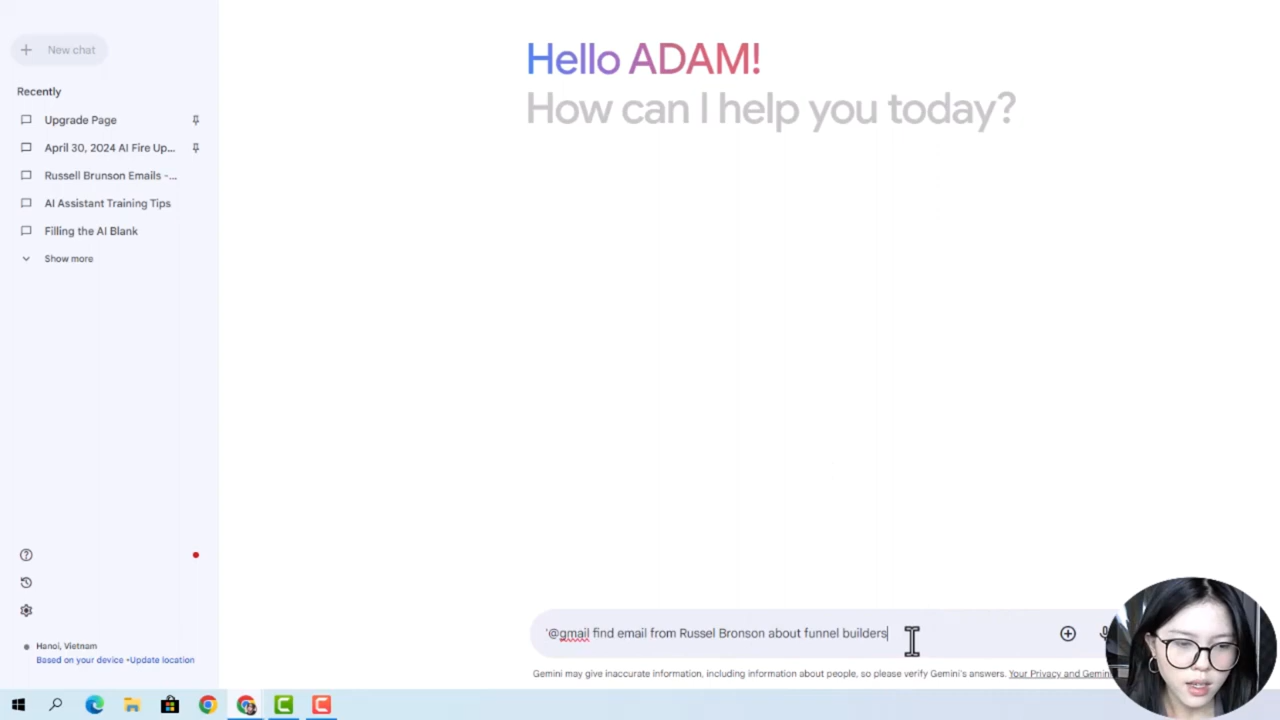 New chat
Recently
Upgrade Page
April 30, 2024 AI Fire Up...
Russell Brunson Emails -...
AI Assistant Training Tips
Filling the AI Blank
Show more
Hanoi, Vietnam
Based on your device •Update location
Hello ADAM!
How can I help you today?
'@gmail find email from Russel Bronson about funnel builders
Gemini may give inaccurate information, including information about people, so please verify Gemini's answers. Your Privacy and Gemin